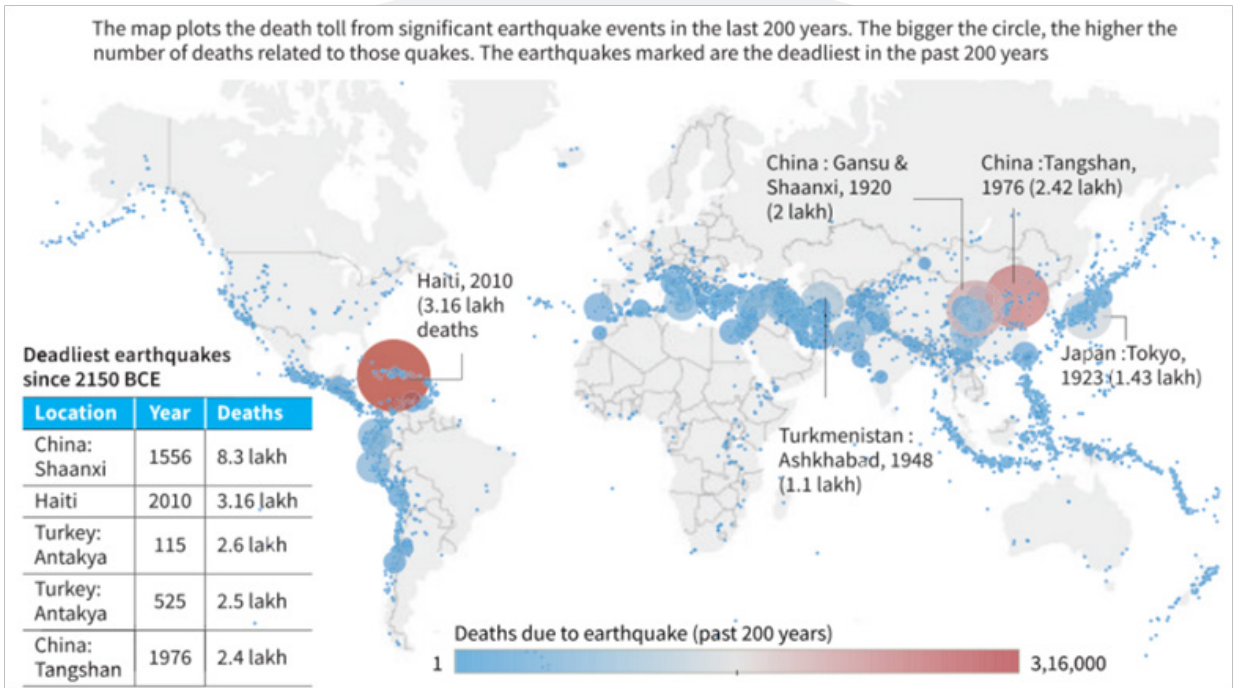 The map plots the death toll from significant earthquake events in the last 200 years. The bigger the circle, the higher the
number of deaths related to those quakes. The earthquakes marked are the deadliest in the past 200 years
China : Gansu &
Shaanxi, 1920
(2 lakh)
China :Tangshan,
1976 (2.42 lakh)
Haiti, 2010
(3.16 lakh
deaths
Japan :Tokyo,
1923 (1.43 lakh)
Turkmenistan :
Ashkhabad, 1948
(1.1 lakh)
Deadliest earthquakes
since 2150 BCE
Location Year Deaths
China:
Shaanxi 1556 8.3 lakh
Haiti 2010 3.16 lakh
Turkey:
Antakya 115 2.6 lakh
Turkey:
Antakya 525 2.5 lakh
China:
Tangshan 1976 2.4 lakh
Deaths due to earthquake (past 200 years)
1 3,16,000